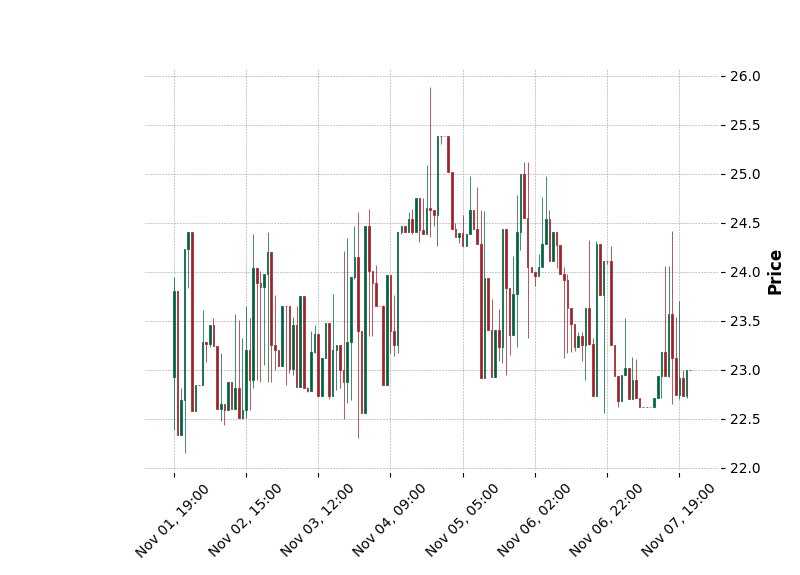 26.0
25.5
25.0
24.5
24.0
23.5
23.0
22.5
22.0
Price
Nov 01, 19:00
Nov 02, 15:00
Nov 03, 12:00
Nov 04, 09:00
Nov 05, 05:00
Nov 06, 02:00
Nov 06, 22:00
Nov 07, 19:00